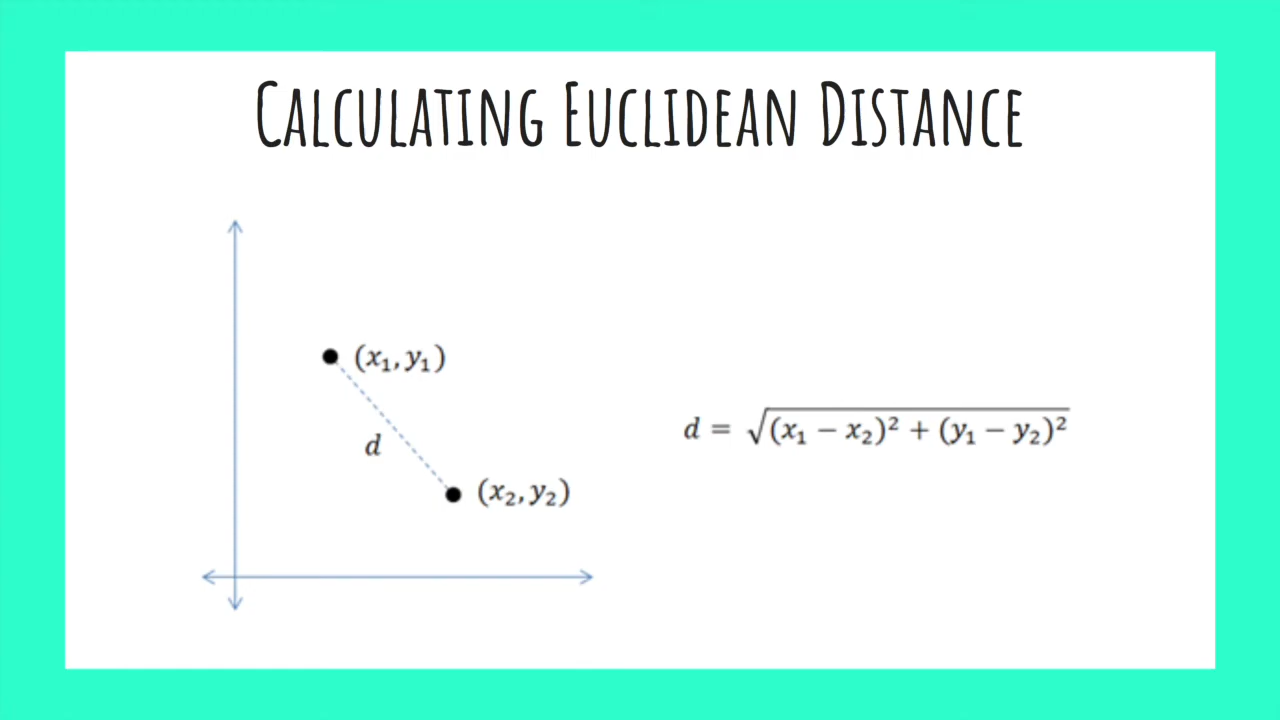 CALCULATING EUCLIDEAN DISTANCE
(x₁, y₁)
d
(x₂, y₂)
d = √(x₁ − x₂)² + (y₁ − y₂)²